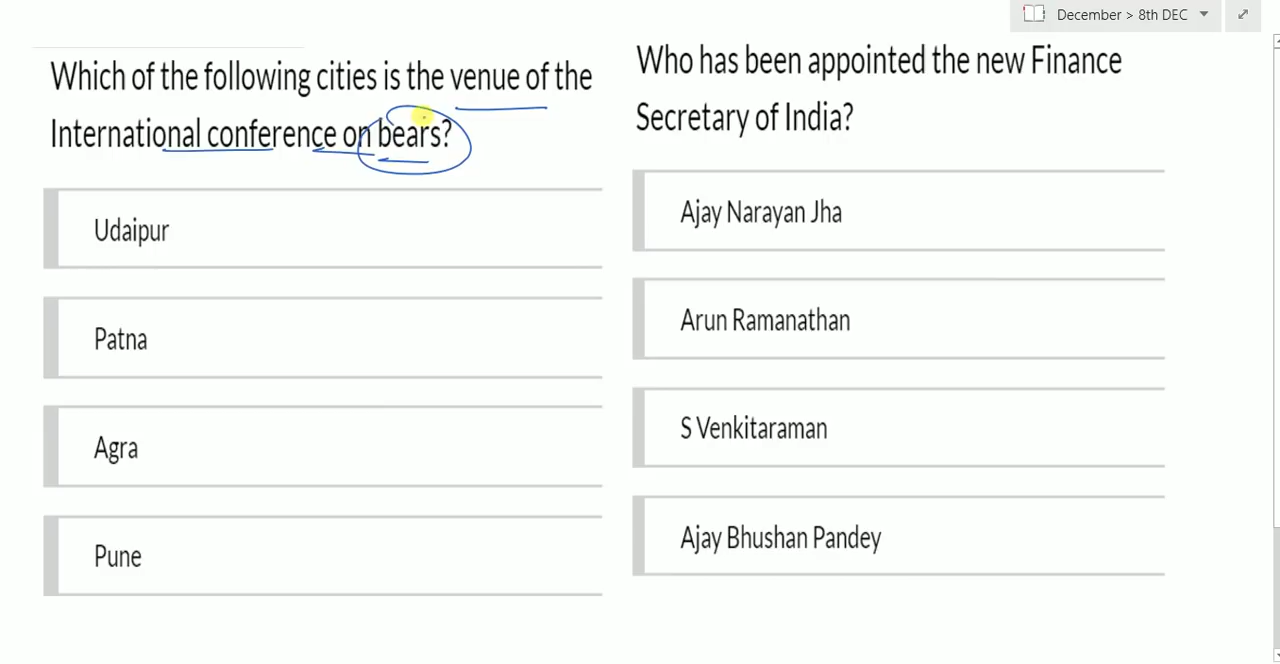 December > 8th DEC
Which of the following cities is the venue of the
International conference on bears?
Udaipur
Patna
Agra
Pune
Who has been appointed the new Finance
Secretary of India?
Ajay Narayan Jha
Arun Ramanathan
S Venkitaraman
Ajay Bhushan Pandey